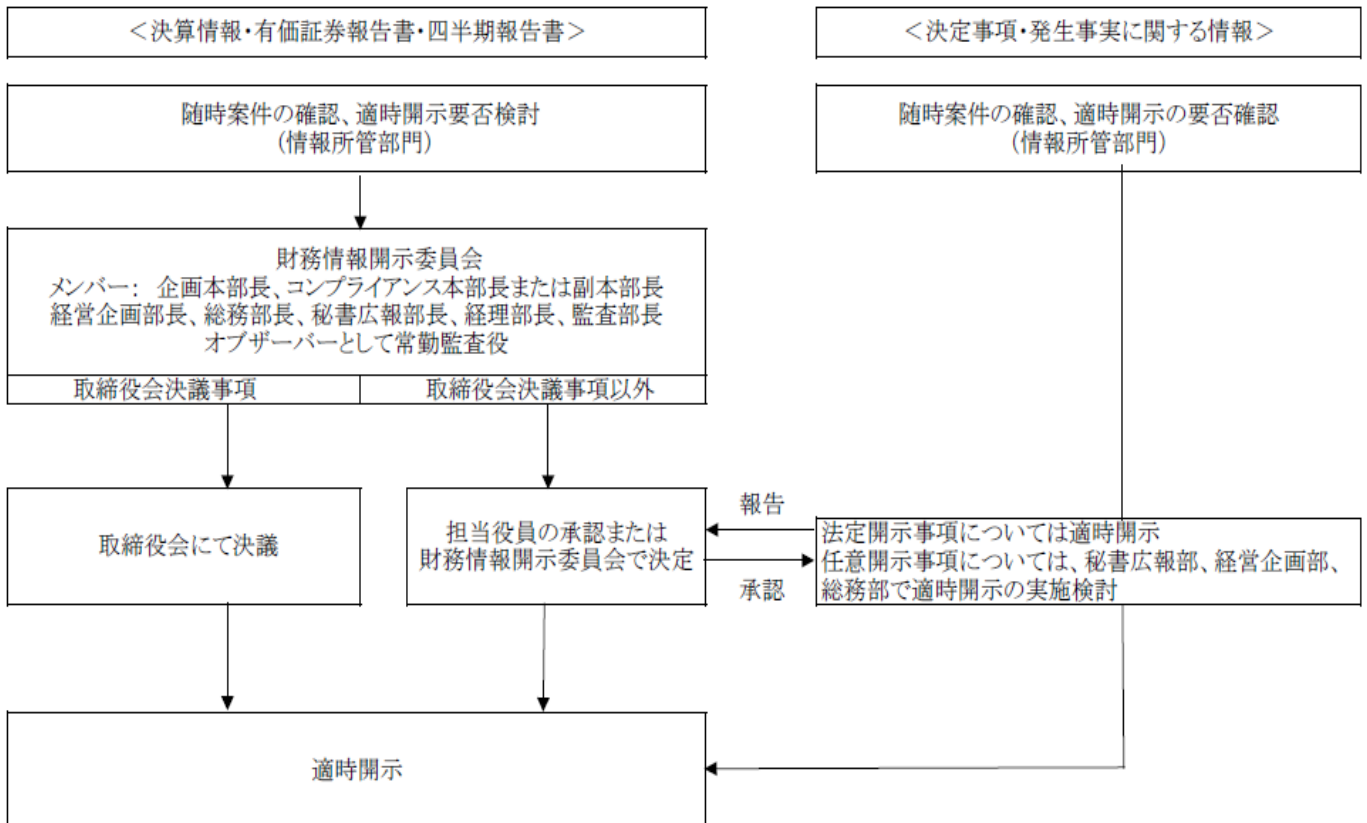 ＜決算情報・有価証券報告書・四半期報告書＞
随時案件の確認、適時開示要否検討
(情報所管部門)
財務情報開示委員会
メンバー： 企画本部長、コンプライアンス本部長または副本部長
経営企画部長、総務部長、秘書広報部長、経理部長、監査部長
オブザーバーとして常勤監査役
取締役会決議事項
取締役会決議事項以外
取締役会にて決議
担当役員の承認または
財務情報開示委員会で決定
報告
承認
＜決定事項・発生事実に関する情報＞
随時案件の確認、適時開示の要否確認
(情報所管部門)
法定開示事項については適時開示
任意開示事項については、秘書広報部、経営企画部、
総務部で適時開示の実施検討
適時開示